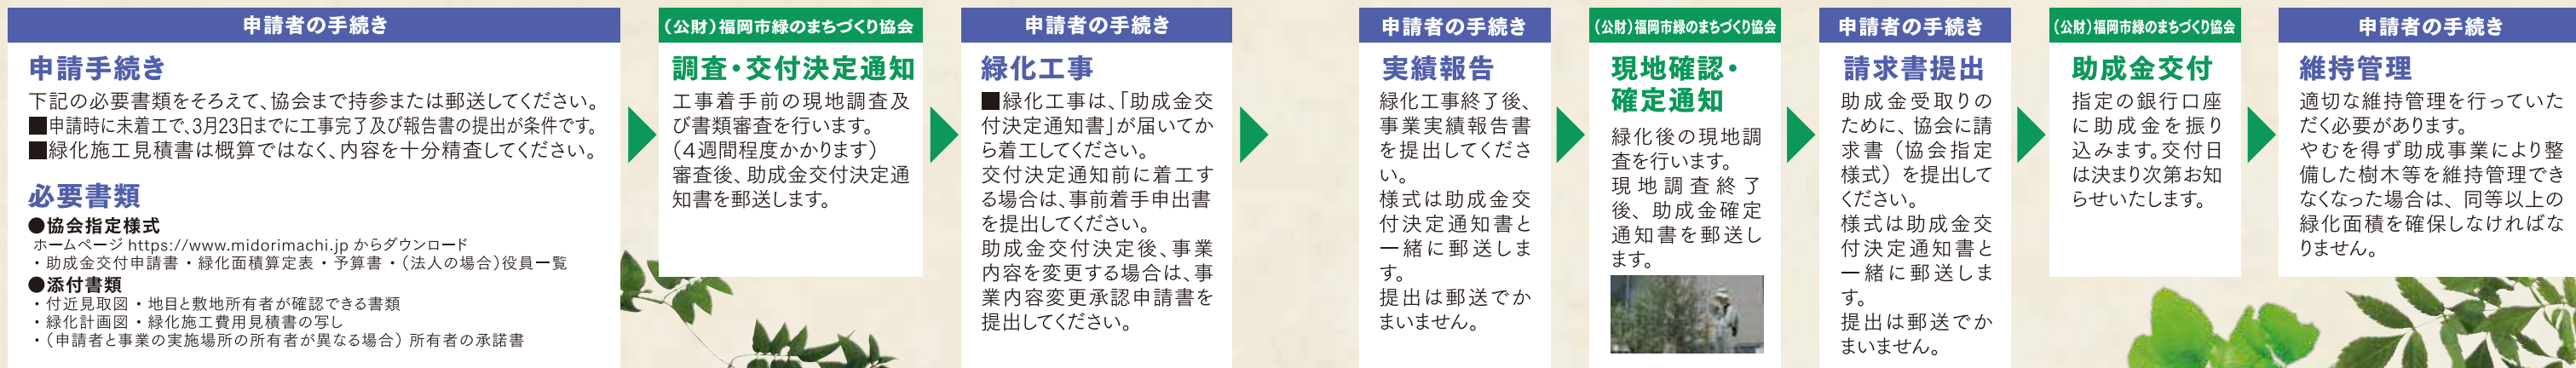 申請者の手続き
申請手続き
下記の必要書類をそろえて、協会まで持参または郵送してください。
■申請時に未着工で、3月23日までに工事完了及び報告書の提出が条件です。
■緑化施工見積書は概算ではなく、内容を十分精査してください。
必要書類
●協会指定様式
ホームページ https://www.midorimachi.jp からダウンロード
・助成金交付申請書・緑化面積算定表・予算書・(法人の場合)役員一覧
●添付書類
・付近見取図・地目と敷地所有者が確認できる書類
・緑化計画図・緑化施工費用見積書の写し
・(申請者と事業の実施場所の所有者が異なる場合) 所有者の承諾書
(公財)福岡市緑のまちづくり協会
調査・交付決定通知
工事着手前の現地調査及
び書類審査を行います。
(4週間程度かかります)
審査後、助成金交付決定通
知書を郵送します。
申請者の手続き
緑化工事
■緑化工事は、「助成金交
付決定通知書」が届いてか
ら着工してください。
交付決定通知前に着工す
る場合は、事前着手申出書
を提出してください。
助成金交付決定後、事業
内容を変更する場合は、事
業内容変更承認申請書を
提出してください。
申請者の手続き
実績報告
緑化工事終了後、
事業実績報告書
を提出してくださ
い。
様式は助成金交
付決定通知書と
一緒に郵送しま
す。
提出は郵送でか
まいません。
(公財)福岡市緑のまちづくり協会
現地確認・
確定通知
緑化後の現地調
査を行います。
現地調査終了
後、助成金確定
通知書を郵送し
ます。
申請者の手続き
請求書提出
助成金受取りの
ために、協会に請
求書(協会指定
様式)を提出して
ください。
様式は助成金交
付決定通知書と
一緒に郵送しま
す。
提出は郵送でか
まいません。
(公財)福岡市緑のまちづくり協会
助成金交付
指定の銀行口座
に助成金を振り
込みます。交付日
は決まり次第お知
らせいたします。
申請者の手続き
維持管理
適切な維持管理を行っていた
だく必要があります。
やむを得ず助成事業により整
備した樹木等を維持管理でき
なくなった場合は、同等以上の
緑化面積を確保しなければな
りません。